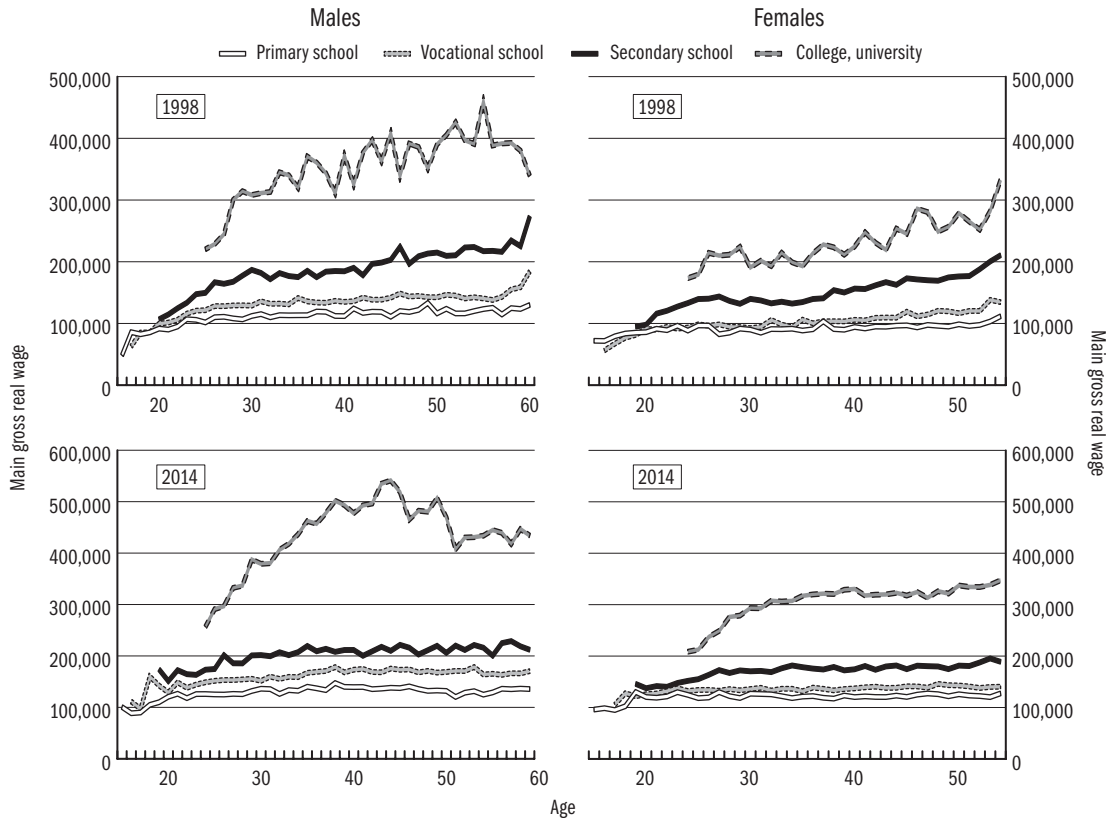 Males Females
Primary school Vocational school Secondary school College, university
500,000 500,000
1998 1998
400,000 400,000
300,000 300,000
200,000 200,000
100,000 100,000
0 0
20 30 40 50 60 20 30 40 50
Main gross real wage Main gross real wage
600,000 600,000
2014 2014
500,000 500,000
400,000 400,000
300,000 300,000
200,000 200,000
100,000 100,000
0 0
20 30 40 50 60 20 30 40 50
Age